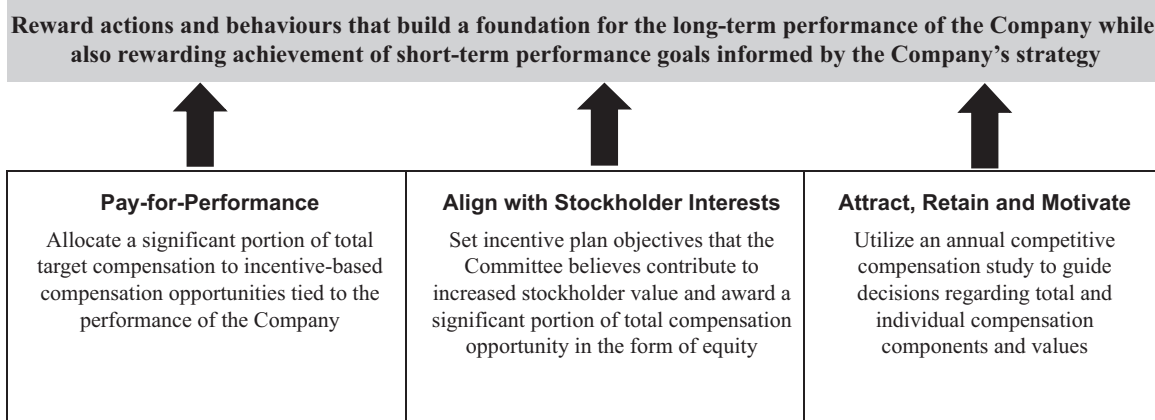 Reward actions and behaviours that build a foundation for the long-term performance of the Company while
also rewarding achievement of short-term performance goals informed by the Company’s strategy
Pay-for-Performance
Allocate a significant portion of total
target compensation to incentive-based
compensation opportunities tied to the
performance of the Company
Align with Stockholder Interests
Set incentive plan objectives that the
Committee believes contribute to
increased stockholder value and award a
significant portion of total compensation
opportunity in the form of equity
Attract, Retain and Motivate
Utilize an annual competitive
compensation study to guide
decisions regarding total and
individual compensation
components and values